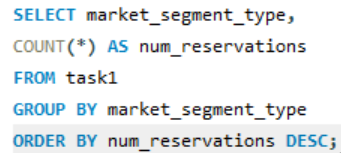 SELECT market_segment_type,
COUNT(*) AS num_reservations
FROM task1
GROUP BY market_segment_type
ORDER BY num_reservations DESC;